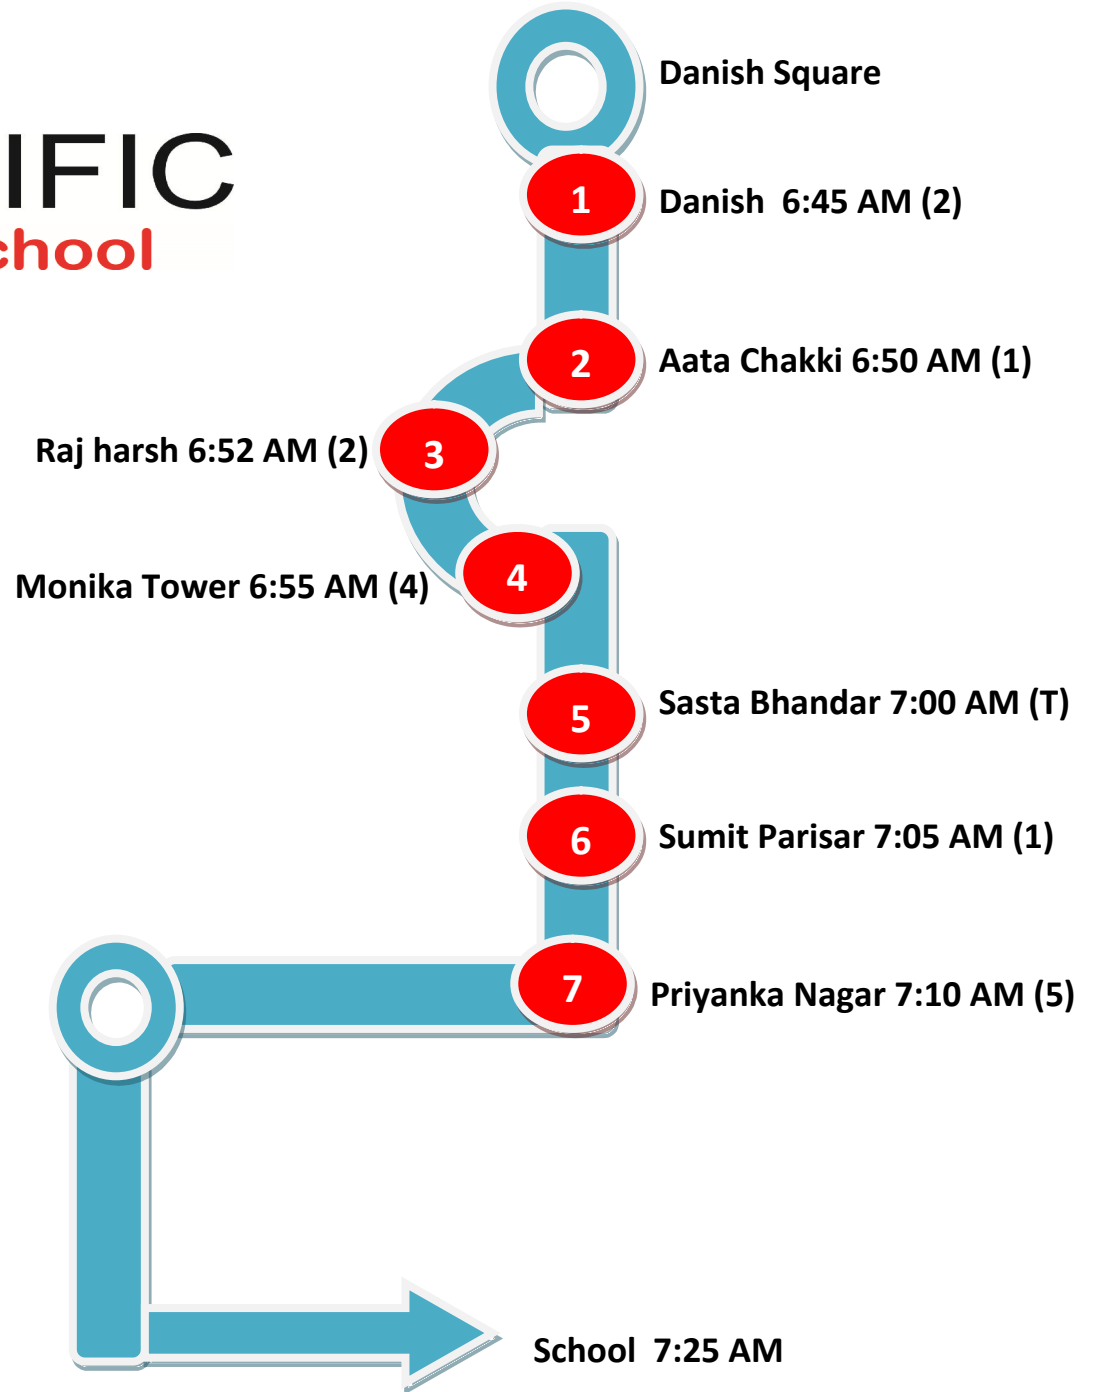 Danish Square
IFIC
chool
1
Danish 6:45 AM (2)
2
Aata Chakki 6:50 AM (1)
Raj harsh 6:52 AM (2)
3
4
Monika Tower 6:55 AM (4)
5
Sasta Bhandar 7:00 AM (T)
6
Sumit Parisar 7:05 AM (1)
7
Priyanka Nagar 7:10 AM (5)
School 7:25 AM